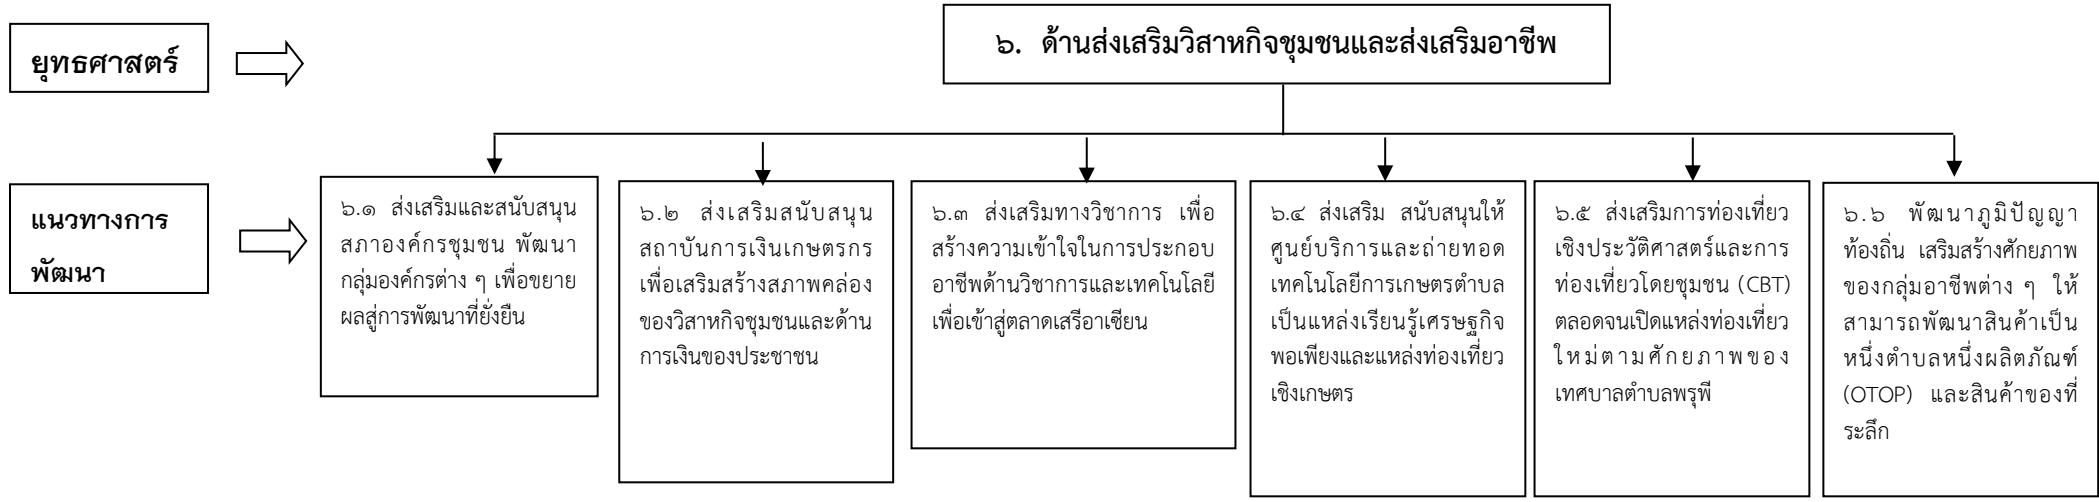 ยุทธศาสตร์
๖. ด้านส่งเสริมวิสาหกิจชุมชนและส่งเสริมอาชีพ
แนวทางการ
พัฒนา
๖.๑ ส่งเสริมและสนับสนุน
สภาองค์กรชุมชน พัฒนา
กลุ่มองค์กรต่าง ๆ เพื่อขยาย
ผลสู่การพัฒนาที่ยั่งยืน
๖.๒ ส่งเสริมสนับสนุน
สถาบันการเงินเกษตรกร
เพื่อเสริมสร้างสภาพคล่อง
ของวิสาหกิจชุมชนและด้าน
การเงินของประชาชน
๖.๓ ส่งเสริมทางวิชาการ เพื่อ
สร้างความเข้าใจในการประกอบ
อาชีพด้านวิชาการและเทคโนโลยี
เพื่อเข้าสู่ตลาดเสรีอาเซียน
๖.๔ ส่งเสริม สนับสนุนให้
ศูนย์บริการและถ่ายทอด
เทคโนโลยีการเกษตรตำบล
เป็นแหล่งเรียนรู้เศรษฐกิจ
พอเพียงและแหล่งท่องเที่ยว
เชิงเกษตร
๖.๕ ส่งเสริมการท่องเที่ยว
เชิงประวัติศาสตร์และการ
ท่องเที่ยวโดยชุมชน (CBT)
ตลอดจนเปิดแหล่งท่องเที่ยว
ใหม่ตามศักยภาพของ
เทศบาลตำบลพรุพี
๖.๖ พัฒนาภูมิปัญญา
ท้องถิ่น เสริมสร้างศักยภาพ
ของกลุ่มอาชีพต่าง ๆ ให้
สามารถพัฒนาสินค้าเป็น
หนึ่งตำบลหนึ่งผลิตภัณฑ์
(OTOP) และสินค้าของที่
ระลึก